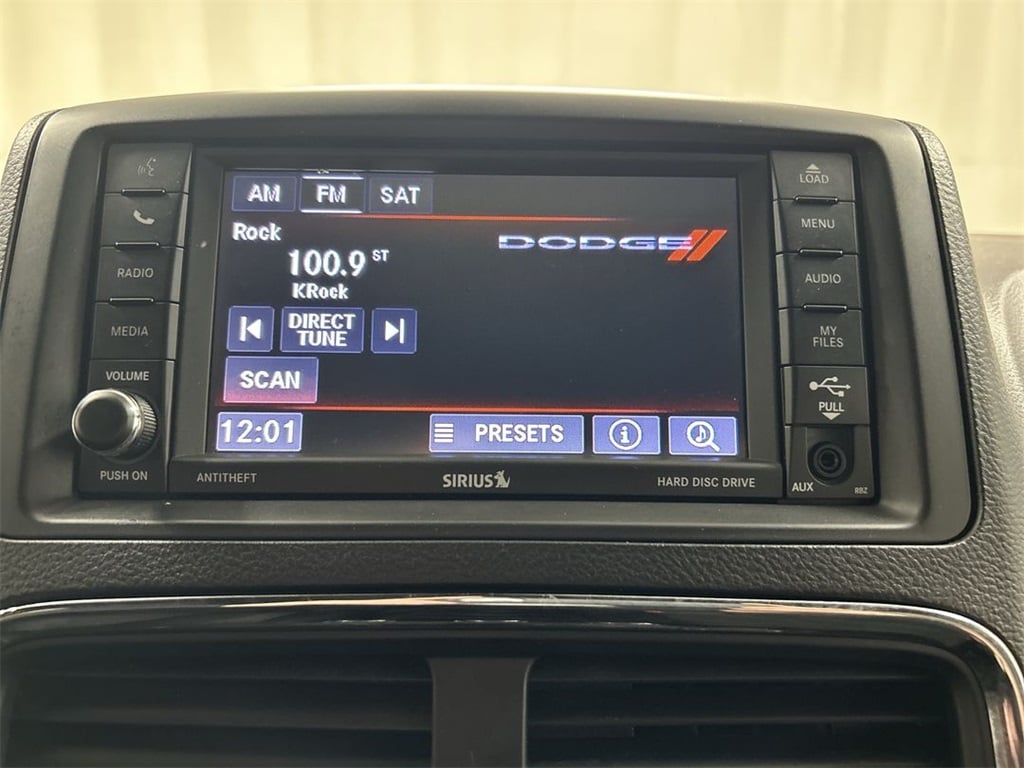 AM FM SAT
Rock
DODGE
100.9 ST
KRock
DIRECT
TUNE
SCAN
12:01
PRESETS
RADIO
MEDIA
VOLUME
PUSH ON
LOAD
MENU
AUDIO
MY
FILES
PULL
AUX
RBZ
ANTITHEFT
SIRIUS
HARD DISC DRIVE